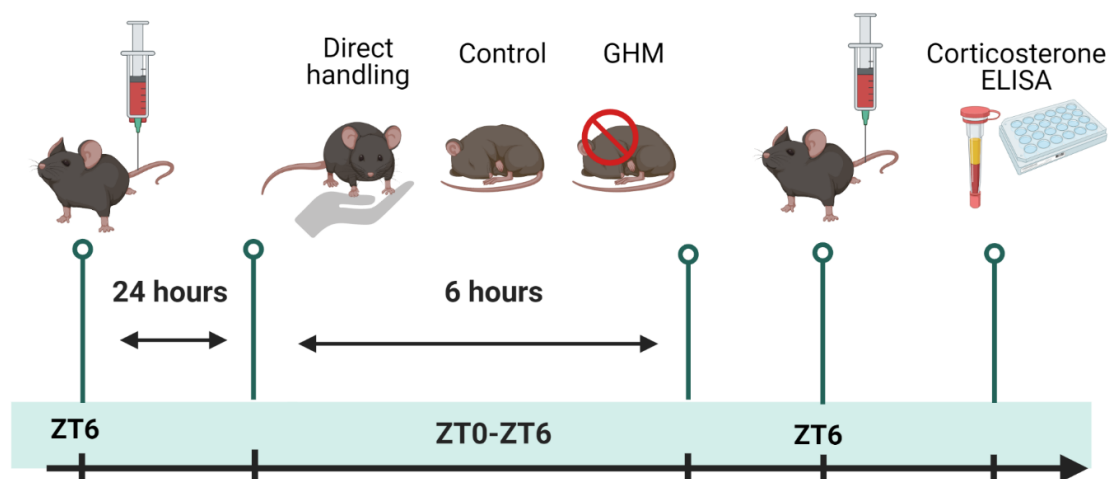 Direct
handling
Control
GHM
Corticosterone
ELISA
24 hours
6 hours
ZT6
ZT0-ZT6
ZT6